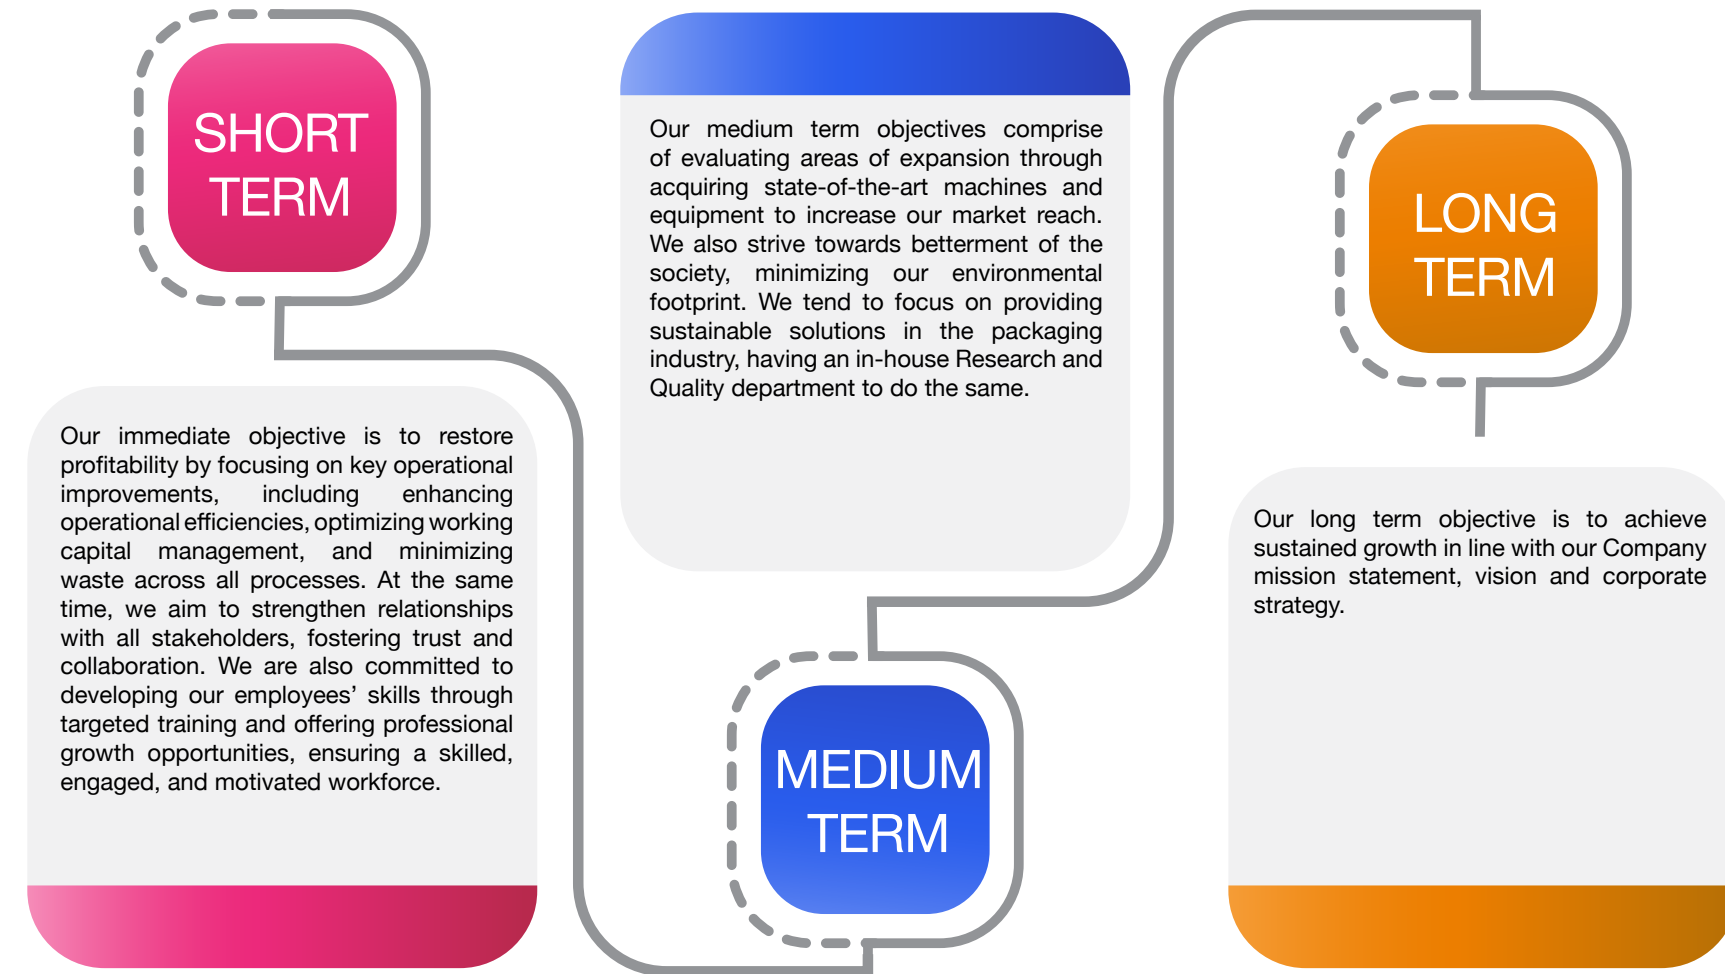 SHORT
TERM
Our immediate objective is to restore
profitability by focusing on key operational
improvements, including enhancing
operational efficiencies, optimizing working
capital management, and minimizing
waste across all processes. At the same
time, we aim to strengthen relationships
with all stakeholders, fostering trust and
collaboration. We are also committed to
developing our employees’ skills through
targeted training and offering professional
growth opportunities, ensuring a skilled,
engaged, and motivated workforce.
Our medium term objectives comprise
of evaluating areas of expansion through
acquiring state-of-the-art machines and
equipment to increase our market reach.
We also strive towards betterment of the
society, minimizing our environmental
footprint. We tend to focus on providing
sustainable solutions in the packaging
industry, having an in-house Research and
Quality department to do the same.
MEDIUM
TERM
LONG
TERM
Our long term objective is to achieve
sustained growth in line with our Company
mission statement, vision and corporate
strategy.